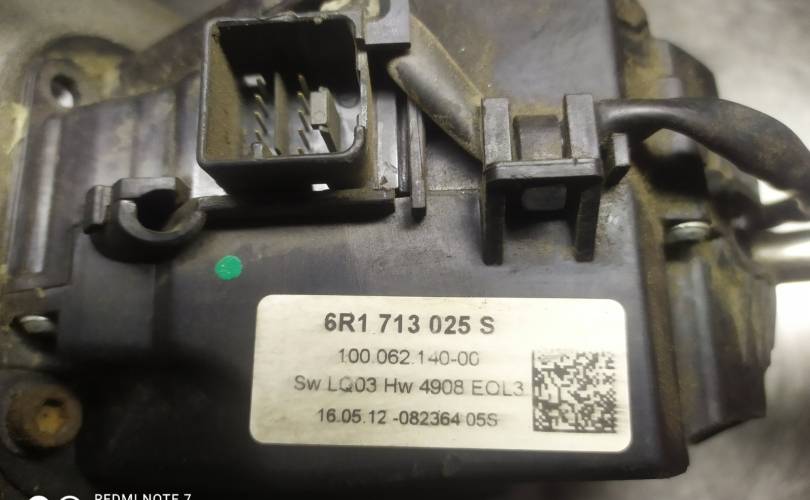 6R1 713 025 S
100.062.140-00
Sw LQ03 Hw 4908 EOL3
16.05.12 -082364 05S
REDMI NOTE 7